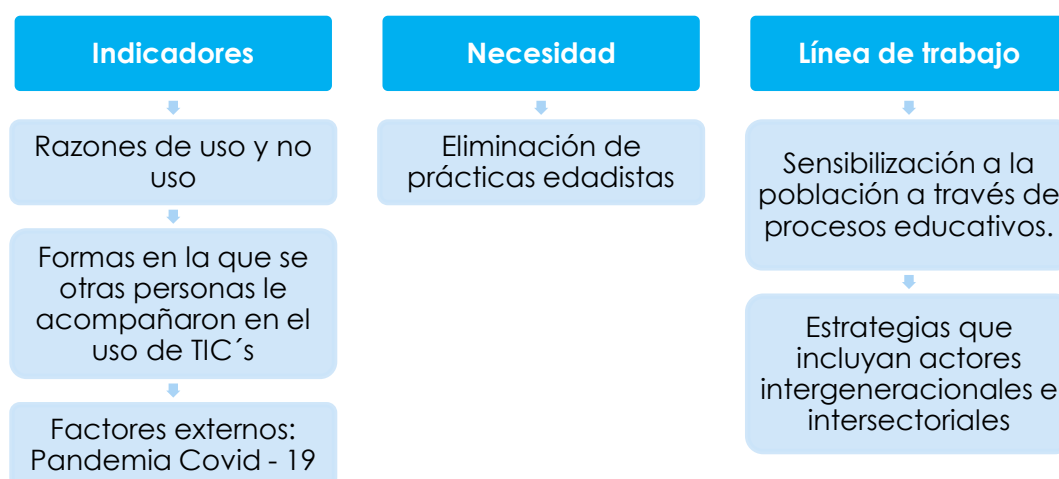 Indicadores
Razones de uso y no
uso
Formas en la que se
otras personas le
acompañaron en el
uso de TIC´s
Factores externos:
Pandemia Covid - 19
Necesidad
Eliminación de
prácticas edadistas
Línea de trabajo
Sensibilización a la
población a través de
procesos educativos.
Estrategias que
incluyan actores
intergeneracionales e
intersectoriales